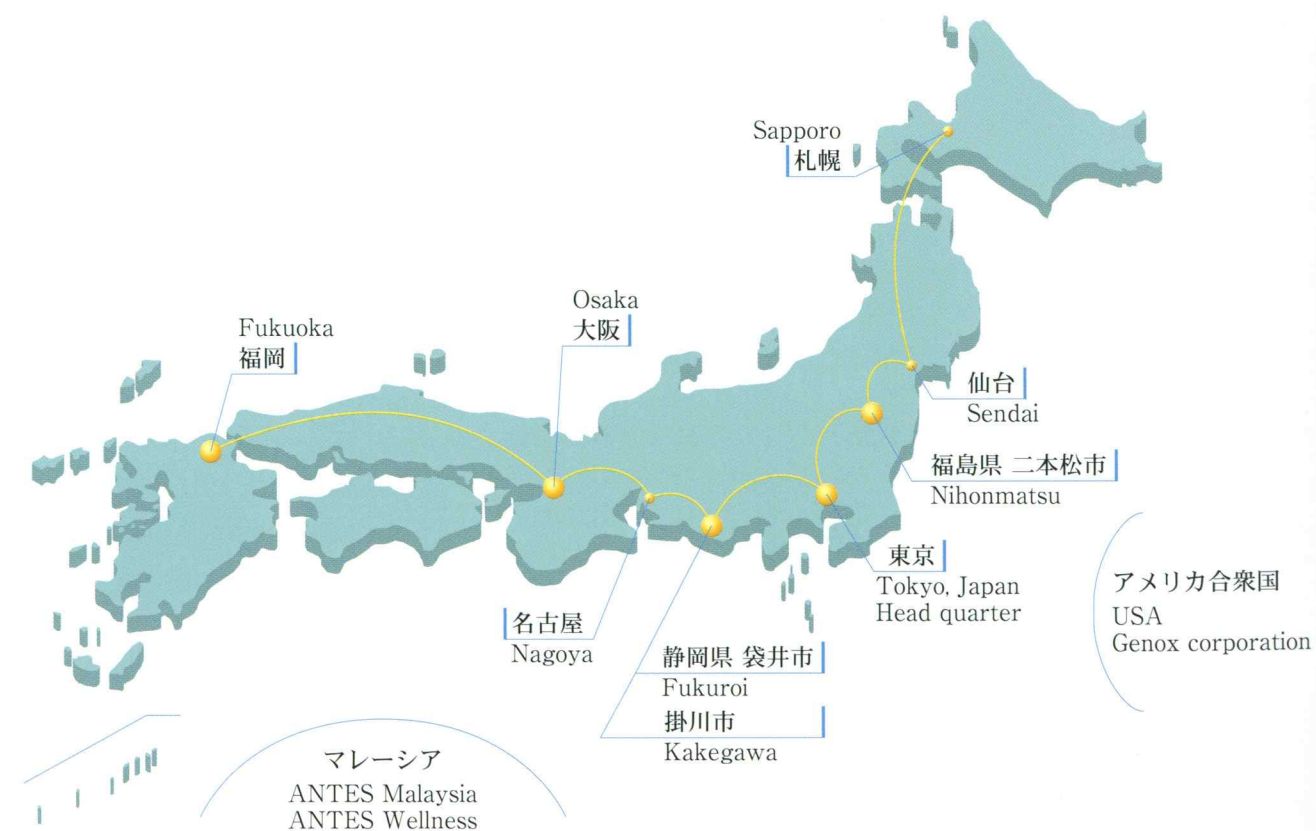 Sapporo
札幌
Osaka
大阪
Fukuoka
福岡
仙台
Sendai
福島県 二本松市
Nihonmatsu
東京
Tokyo, Japan
Head quarter
アメリカ合衆国
USA
Genox corporation
名古屋
Nagoya
静岡県 袋井市
Fukuroi
掛川市
Kakegawa
マレーシア
ANTES Malaysia
ANTES Wellness